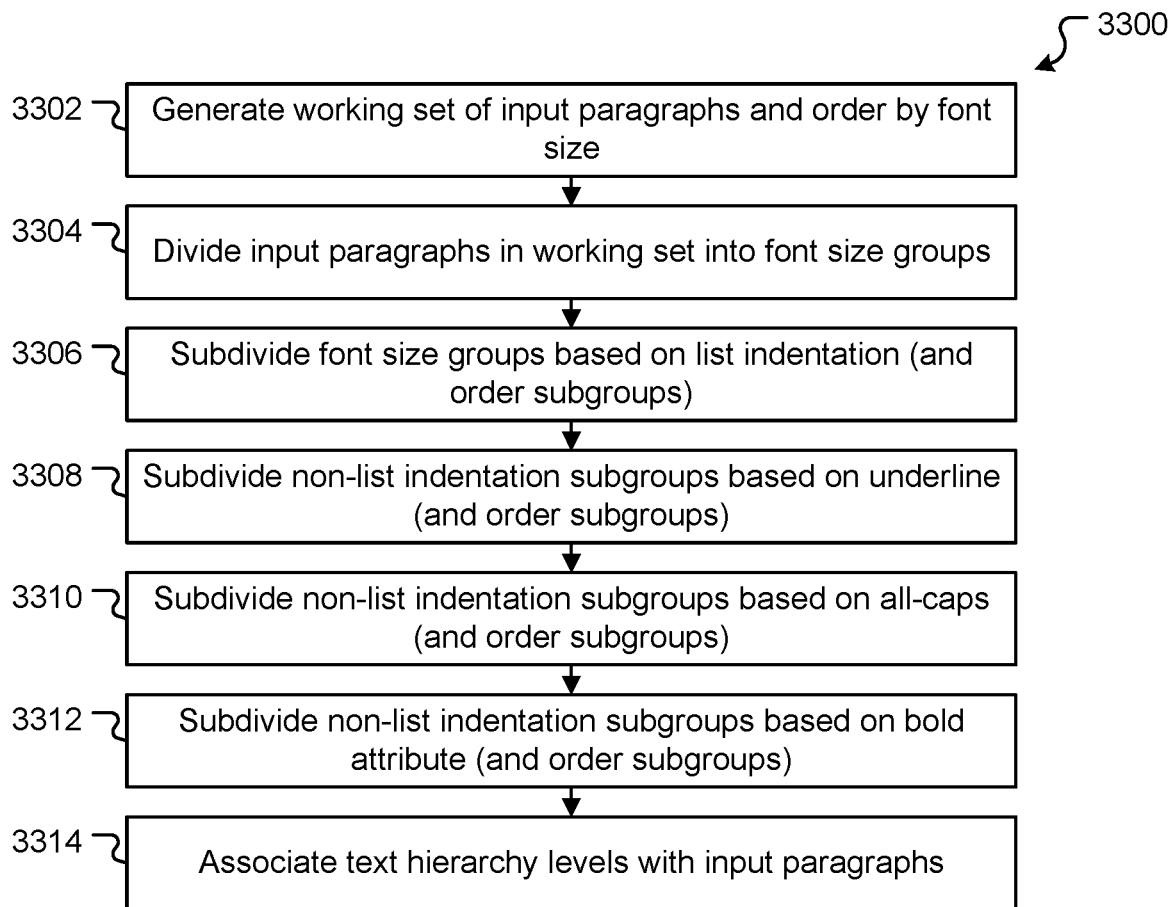 3300
3302
Generate working set of input paragraphs and order by font
size
3304
Divide input paragraphs in working set into font size groups
3306
Subdivide font size groups based on list indentation (and
order subgroups)
3308
Subdivide non-list indentation subgroups based on underline
(and order subgroups)
3310
Subdivide non-list indentation subgroups based on all-caps
(and order subgroups)
3312
Subdivide non-list indentation subgroups based on bold
attribute (and order subgroups)
3314
Associate text hierarchy levels with input paragraphs